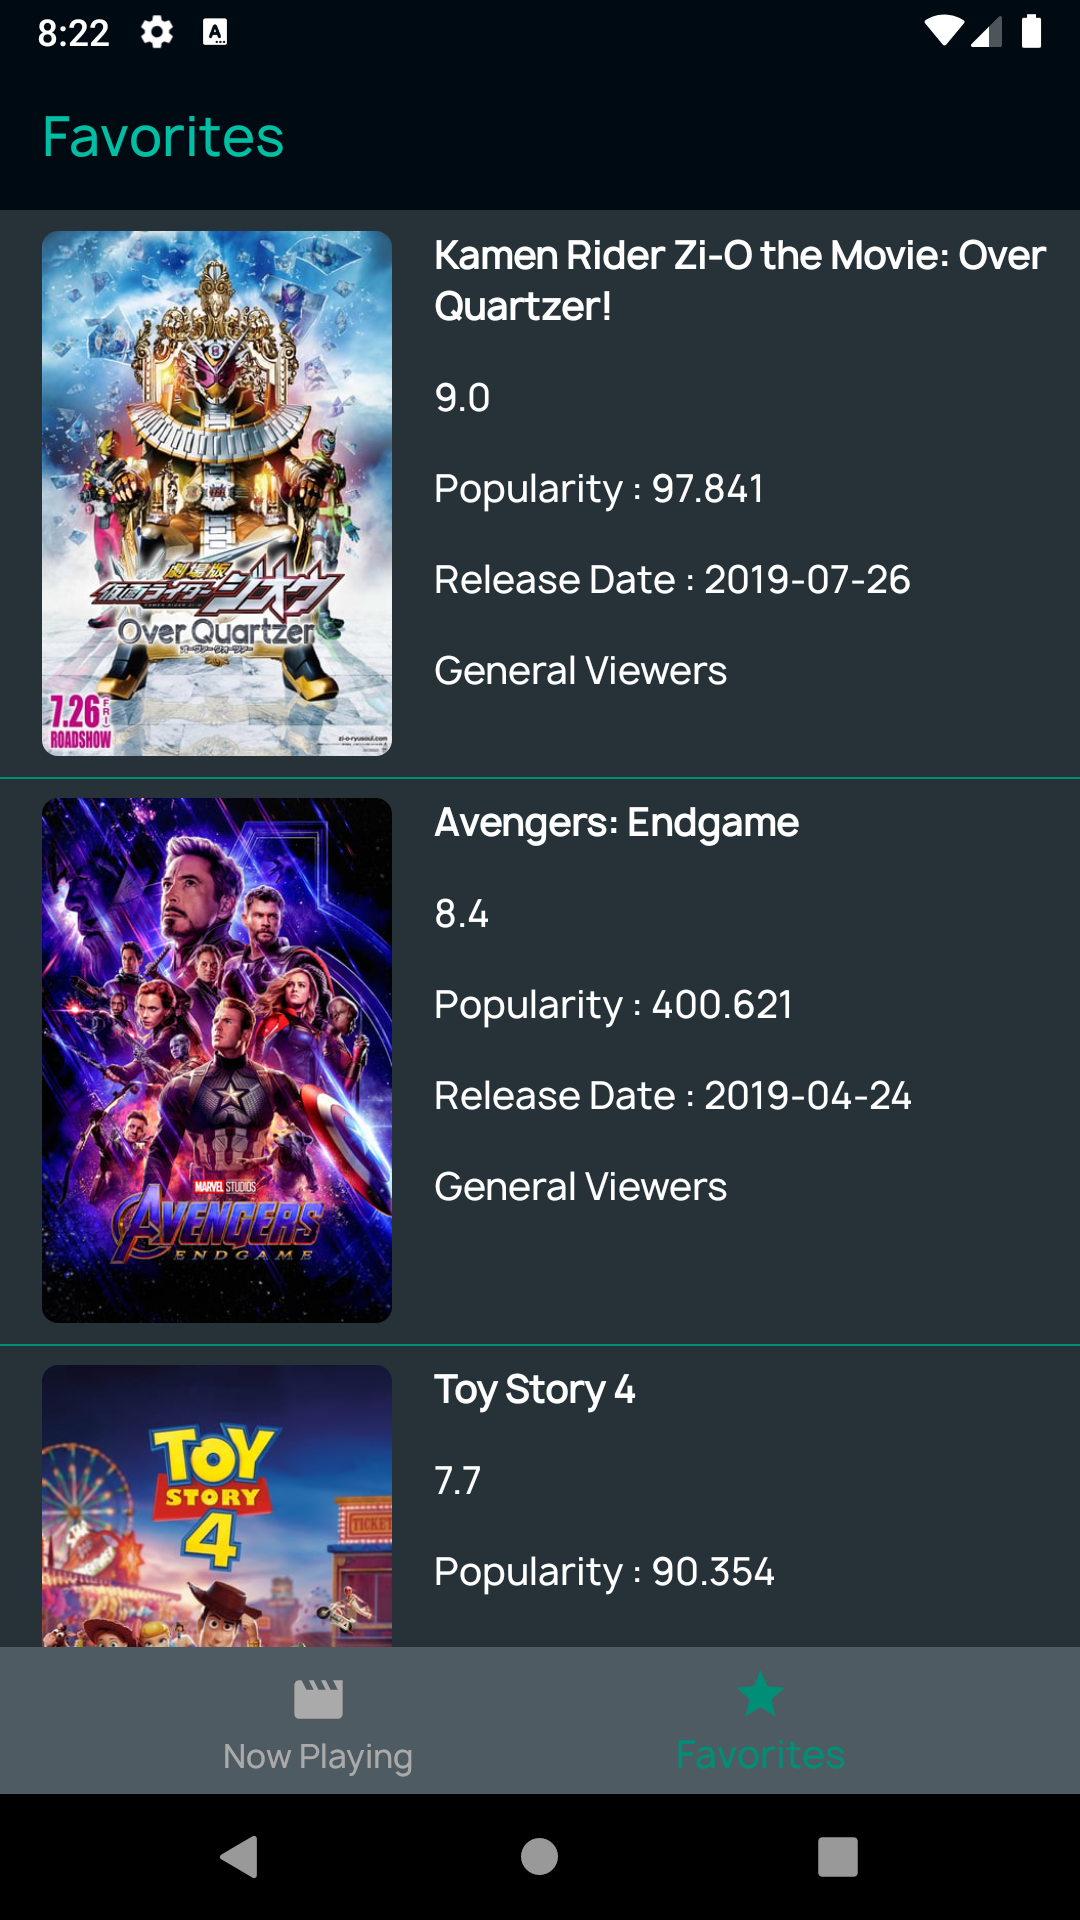 8:22
Favorites
Kamen Rider Zi-O the Movie: Over
Quartzer!
9.0
Popularity : 97.841
Release Date : 2019-07-26
General Viewers
劇場版
仮面ライダージオウ
KAMEN RIDER ZI-O
Over Quartzer
オーヴァー・クォーツァー
7.26 FRI
ROADSHOW
zi-o-ryusoul.com
Avengers: Endgame
8.4
Popularity : 400.621
Release Date : 2019-04-24
General Viewers
MARVEL STUDIOS
AVENGERS
ENDGAME
Toy Story 4
7.7
Popularity : 90.354
TOY
STORY
4
TICKET
Now Playing
Favorites